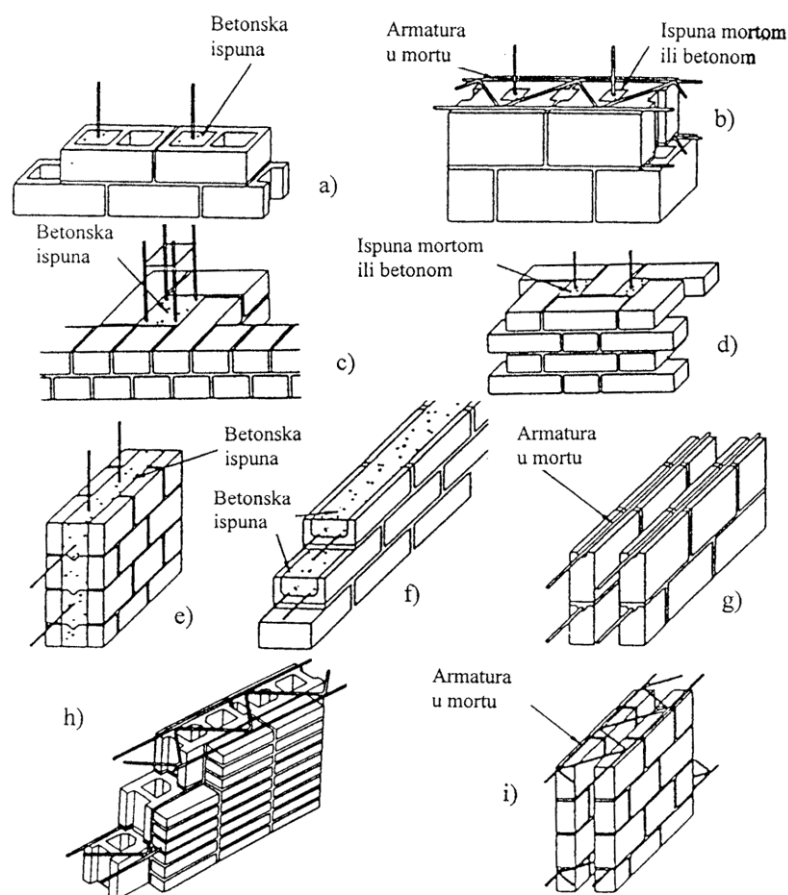 Betonska
ispuna
a)
Armatura
u mortu
Ispuna mortom
ili betonom
b)
Betonska
ispuna
c)
Ispuna mortom
ili betonom
d)
Betonska
ispuna
e)
Betonska
ispuna
f)
Armatura
u mortu
g)
h)
Armatura
u mortu
i)